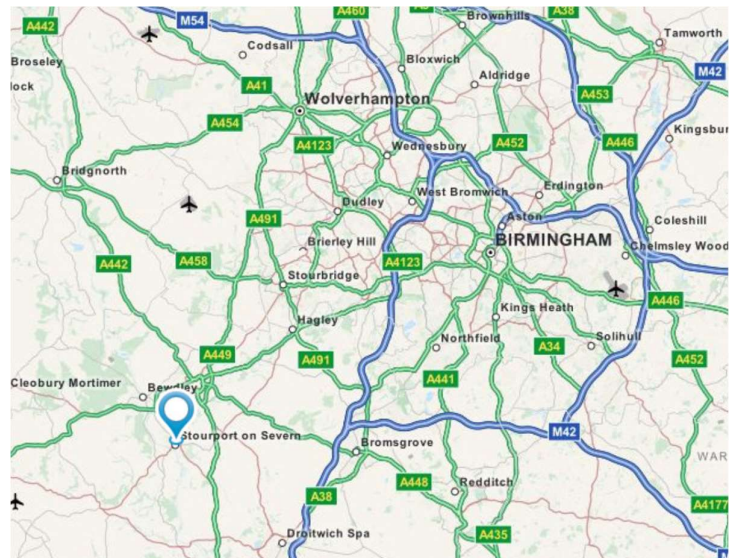 A442
M54
A460
A5
Brownhills
A38
Tamworth
Codsall
Bloxwich
Broseley
Aldridge
M42
A41
A453
Wolverhampton
A454
Kingsbur
A4123
A452
A446
Wednesbury
Bridgnorth
Erdington
Dudley
West Bromwich
A491
Aston
Coleshill
Brierley Hill
BIRMINGHAM
Chelmsley Wood
A442
A458
A4123
Stourbridge
A446
Kings Heath
Hagley
Solihull
Northfield
A34
A449
A491
A452
A441
Cleobury Mortimer
Bewdley
M42
Stourport on Severn
Bromsgrove
WAR
A448
Redditch
A38
A4177
Droitwich Spa
A435